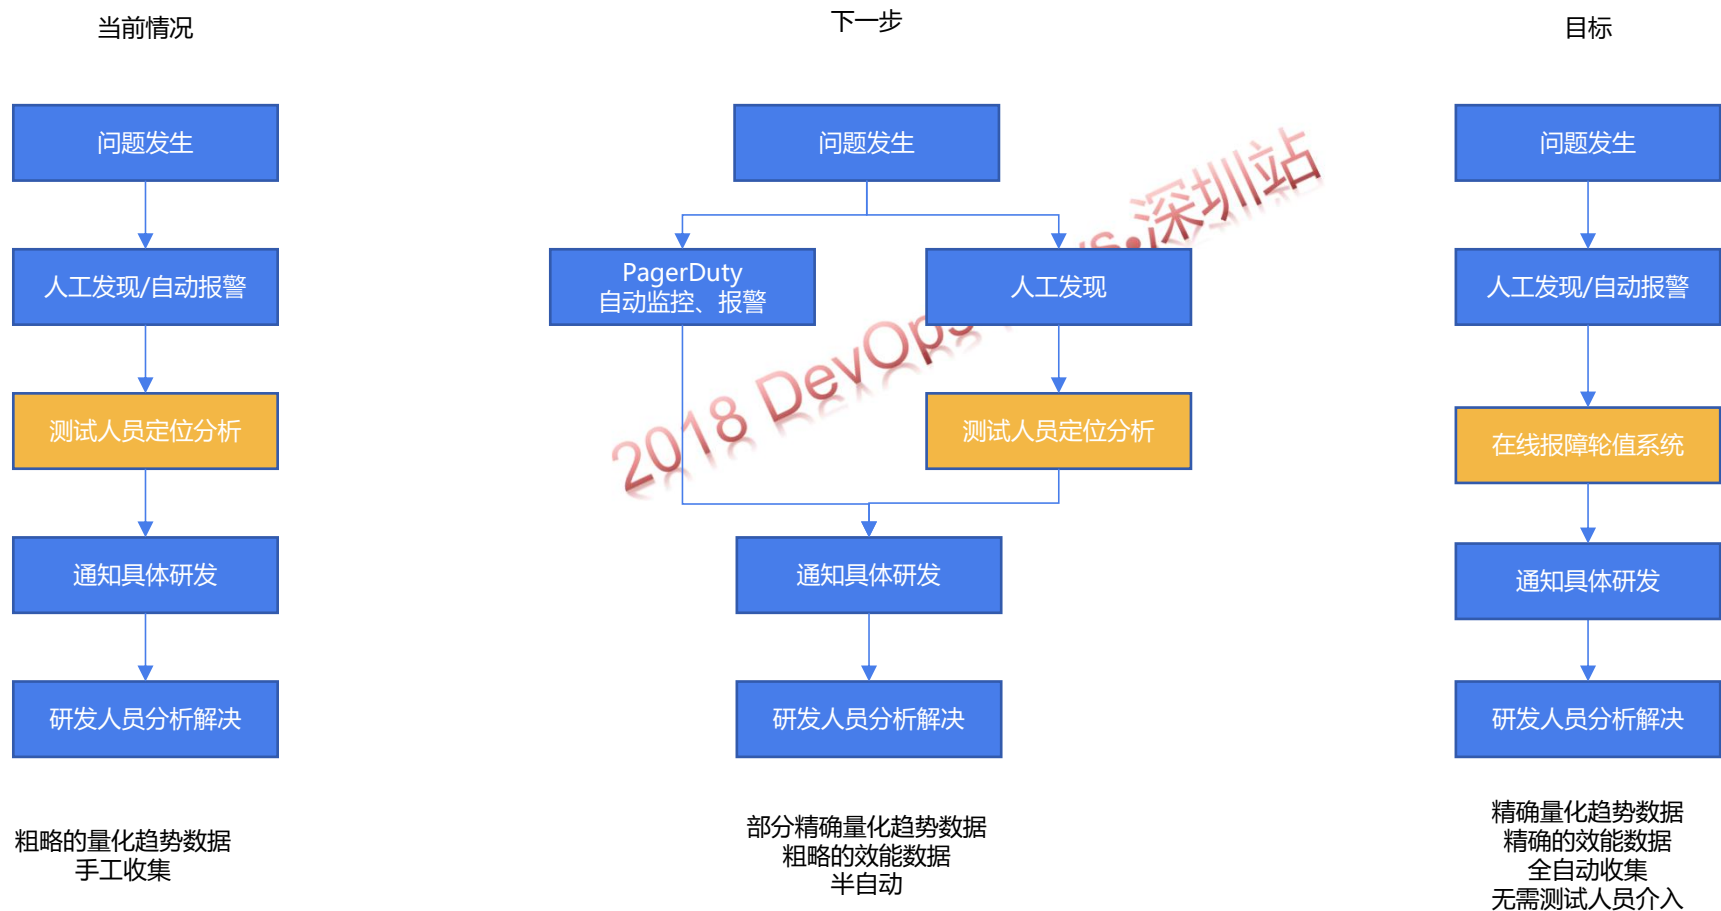 当前情况
问题发生
人工发现/自动报警
测试人员定位分析
通知具体研发
研发人员分析解决
粗略的量化趋势数据
手工收集
下一步
问题发生
PagerDuty
自动监控、报警
人工发现
测试人员定位分析
通知具体研发
研发人员分析解决
部分精确量化趋势数据
粗略的效能数据
半自动
目标
问题发生
人工发现/自动报警
在线报障轮值系统
通知具体研发
研发人员分析解决
精确量化趋势数据
精确的效能数据
全自动收集
无需测试人员介入
2018 DevOps
深圳站